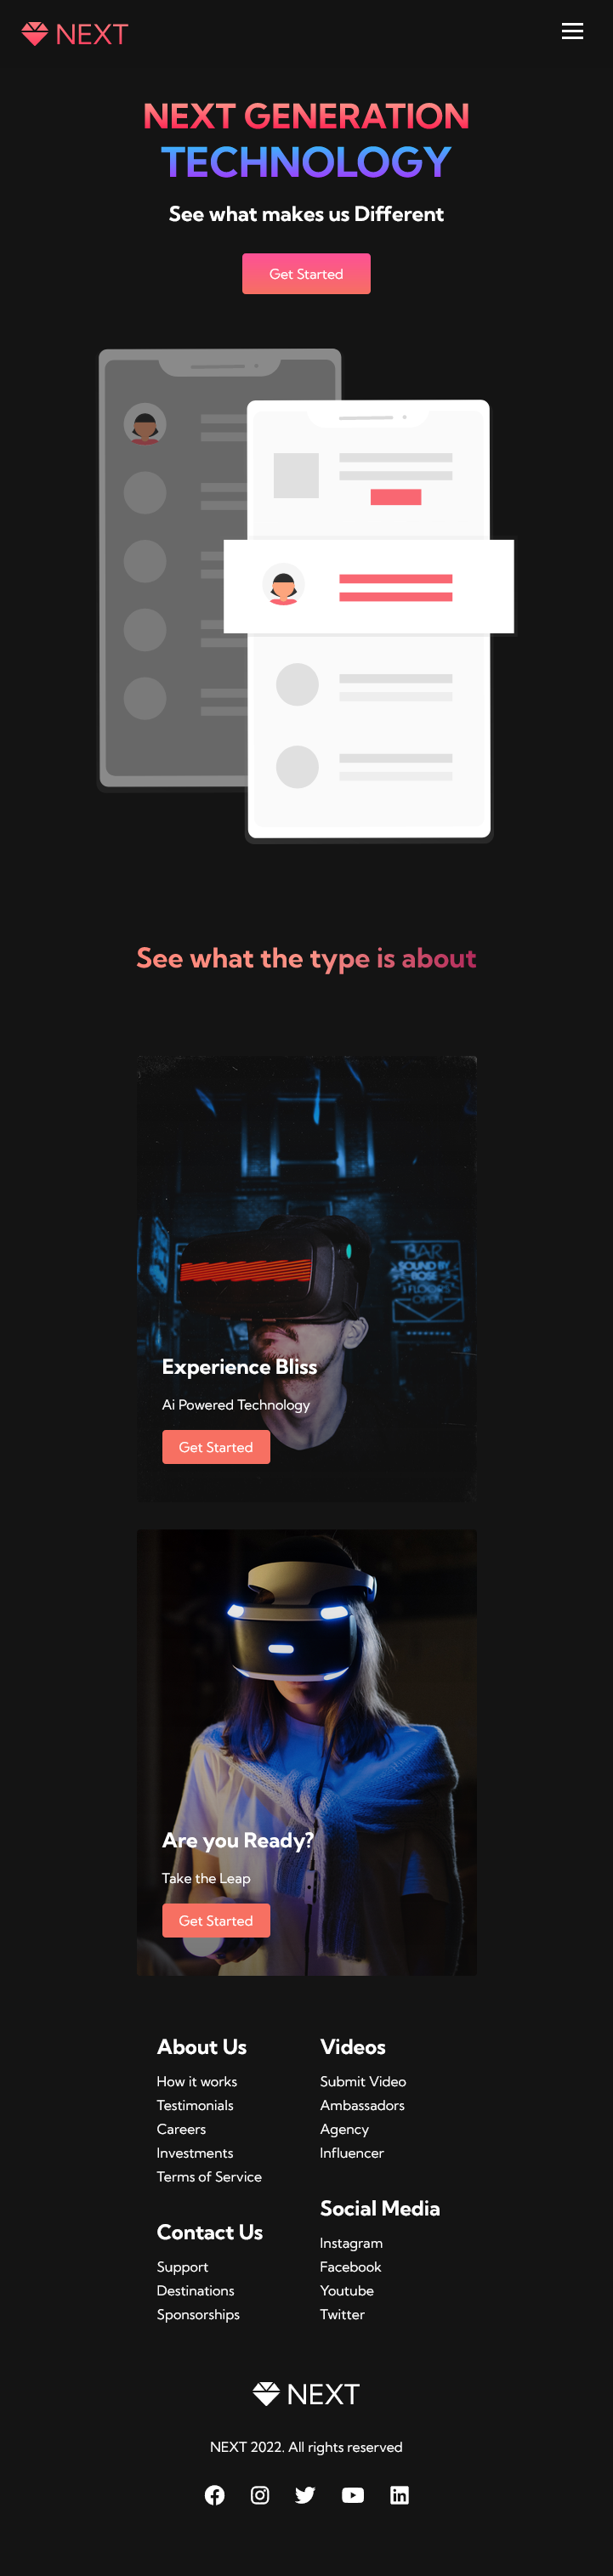 NEXT
NEXT GENERATION
TECHNOLOGY
See what makes us Different
Get Started
See what the type is about
BAR
SOUND BY
BOSE
3 FLOORS
OPEN
Experience Bliss
Ai Powered Technology
Get Started
Are you Ready?
Take the Leap
Get Started
About Us
How it works
Testimonials
Careers
Investments
Terms of Service
Contact Us
Support
Destinations
Sponsorships
Videos
Submit Video
Ambassadors
Agency
Influencer
Social Media
Instagram
Facebook
Youtube
Twitter
NEXT
NEXT 2022. All rights reserved